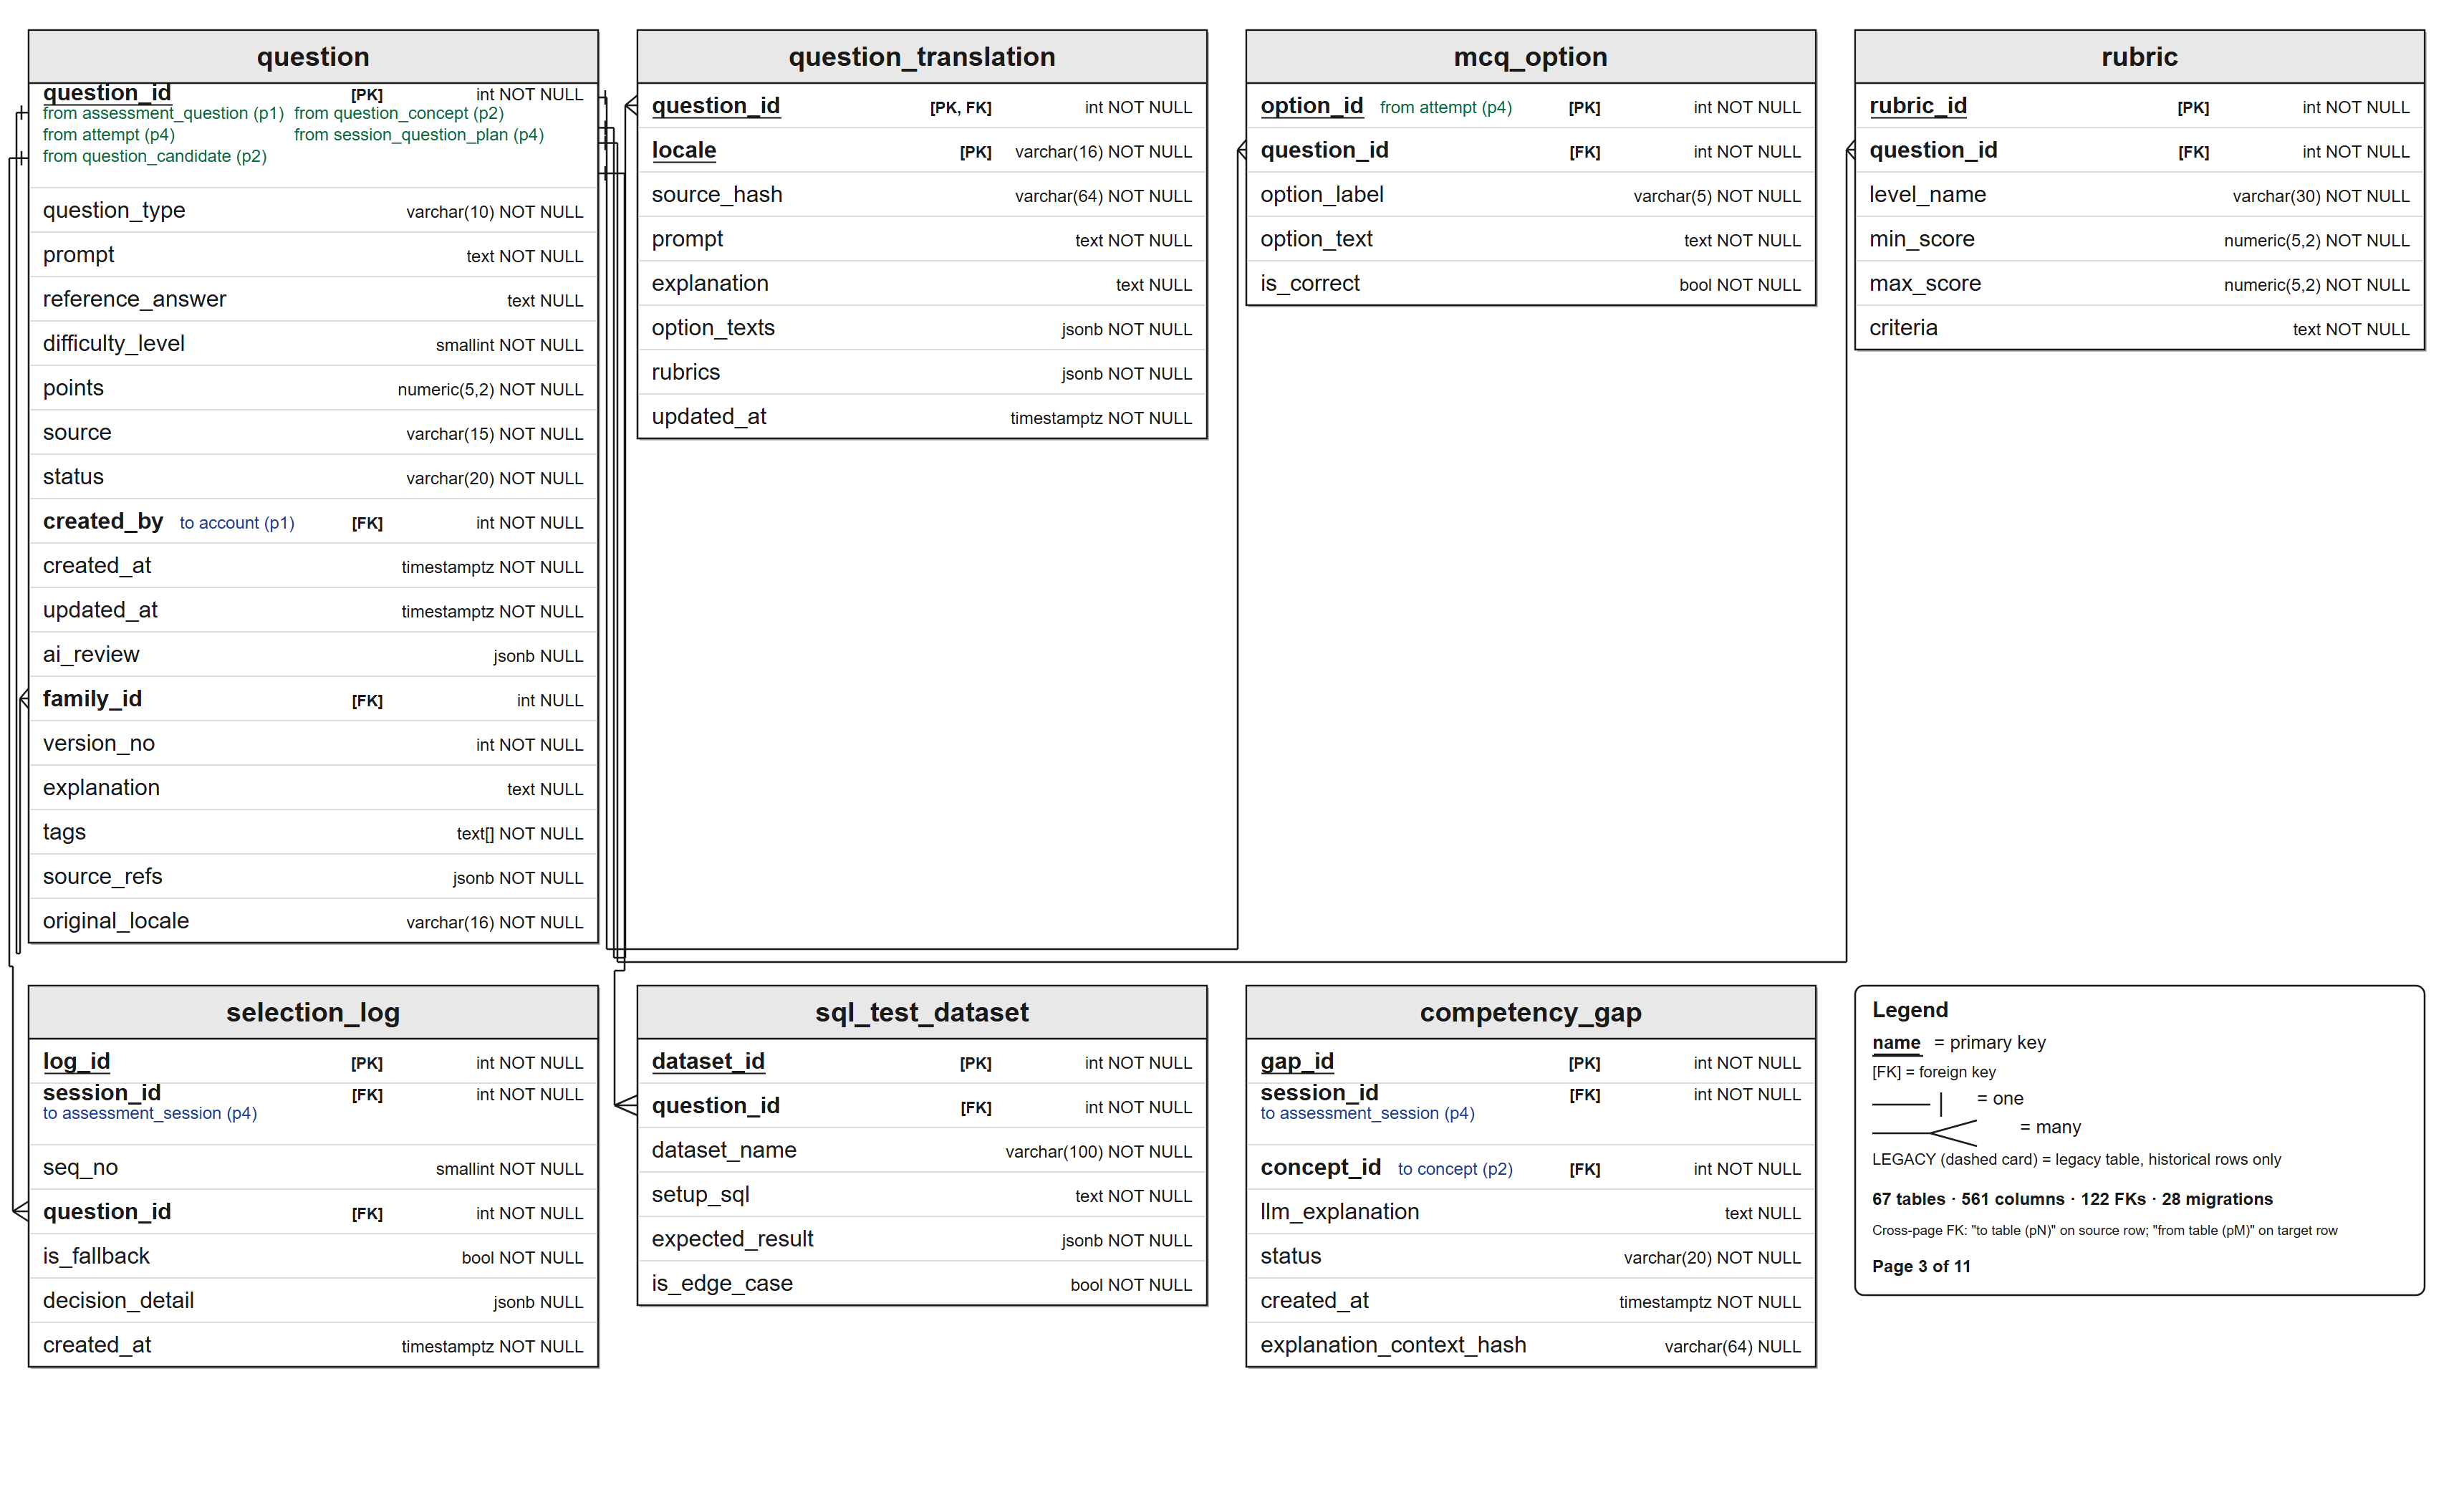 question
question_id [PK] int NOT NULL
from assessment_question (p1) from question_concept (p2)
from attempt (p4) from session_question_plan (p4)
from question_candidate (p2)
question_type varchar(10) NOT NULL
prompt text NOT NULL
reference_answer text NULL
difficulty_level smallint NOT NULL
points numeric(5,2) NOT NULL
source varchar(15) NOT NULL
status varchar(20) NOT NULL
created_by to account (p1) [FK] int NOT NULL
created_at timestamptz NOT NULL
updated_at timestamptz NOT NULL
ai_review jsonb NULL
family_id [FK] int NULL
version_no int NOT NULL
explanation text NULL
tags text[] NOT NULL
source_refs jsonb NOT NULL
original_locale varchar(16) NOT NULL
question_translation
question_id [PK, FK] int NOT NULL
locale [PK] varchar(16) NOT NULL
source_hash varchar(64) NOT NULL
prompt text NOT NULL
explanation text NULL
option_texts jsonb NOT NULL
rubrics jsonb NOT NULL
updated_at timestamptz NOT NULL
mcq_option
option_id from attempt (p4) [PK] int NOT NULL
question_id [FK] int NOT NULL
option_label varchar(5) NOT NULL
option_text text NOT NULL
is_correct bool NOT NULL
rubric
rubric_id [PK] int NOT NULL
question_id [FK] int NOT NULL
level_name varchar(30) NOT NULL
min_score numeric(5,2) NOT NULL
max_score numeric(5,2) NOT NULL
criteria text NOT NULL
selection_log
log_id [PK] int NOT NULL
session_id [FK] int NOT NULL
to assessment_session (p4)
seq_no smallint NOT NULL
question_id [FK] int NOT NULL
is_fallback bool NOT NULL
decision_detail jsonb NULL
created_at timestamptz NOT NULL
sql_test_dataset
dataset_id [PK] int NOT NULL
question_id [FK] int NOT NULL
dataset_name varchar(100) NOT NULL
setup_sql text NOT NULL
expected_result jsonb NOT NULL
is_edge_case bool NOT NULL
competency_gap
gap_id [PK] int NOT NULL
session_id [FK] int NOT NULL
to assessment_session (p4)
concept_id to concept (p2) [FK] int NOT NULL
llm_explanation text NULL
status varchar(20) NOT NULL
created_at timestamptz NOT NULL
explanation_context_hash varchar(64) NULL
Legend
name = primary key
[FK] = foreign key
= one
= many
LEGACY (dashed card) = legacy table, historical rows only
67 tables · 561 columns · 122 FKs · 28 migrations
Cross-page FK: "to table (pN)" on source row; "from table (pM)" on target row
Page 3 of 11